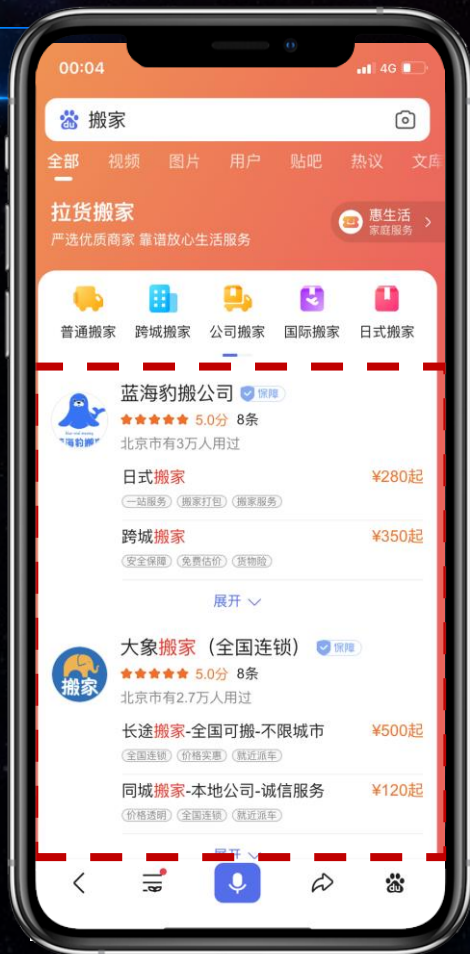 00:04
4G
du 搬家
全部 视频 图片 用户 贴吧 热议 文库
拉货搬家
严选优质商家 靠谱放心生活服务
惠生活
家庭服务
普通搬家 跨城搬家 公司搬家 国际搬家 日式搬家
蓝海豹搬公司 保障
5.0分 8条
北京市有3万人用过
日式搬家 ¥280起
一站服务 搬家打包 搬家服务
跨城搬家 ¥350起
安全保障 免费估价 货物险
展开
大象搬家（全国连锁） 保障
搬家
5.0分 8条
北京市有2.7万人用过
长途搬家-全国可搬-不限城市 ¥500起
全国连锁 价格实惠 就近派车
同城搬家-本地公司-诚信服务 ¥120起
价格透明 全国连锁 就近派车
展开
du